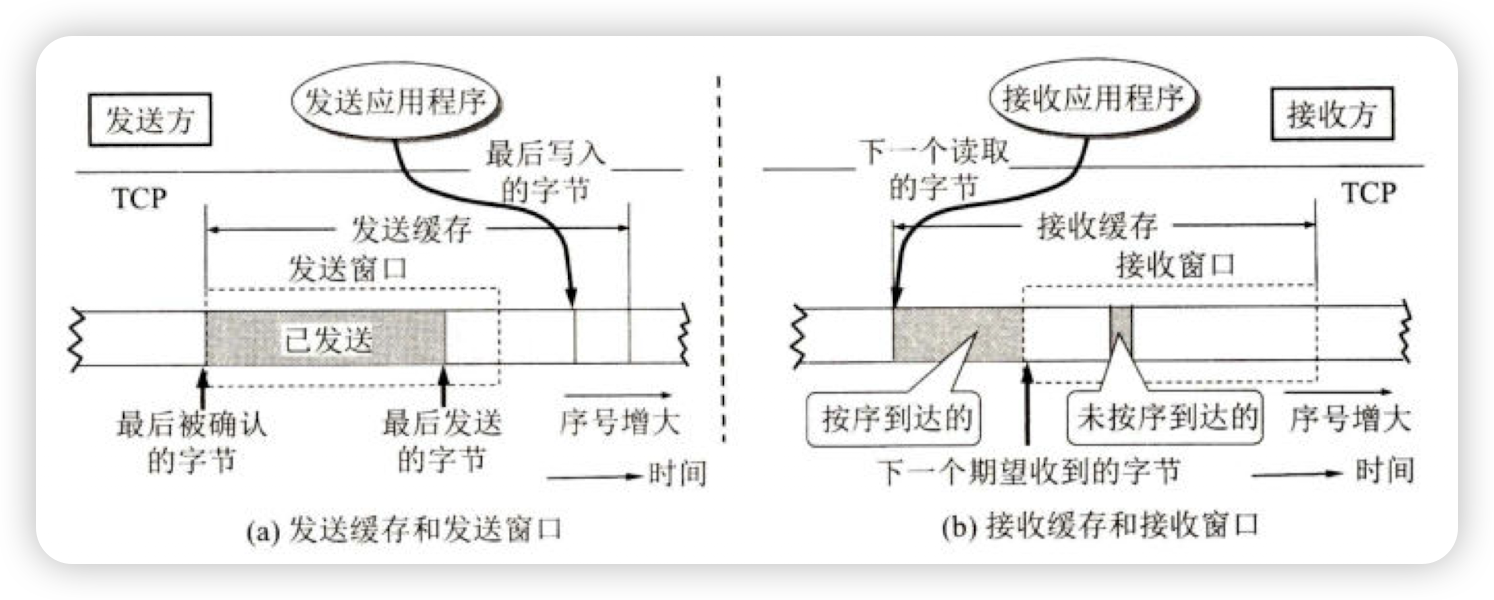 发送方
发送应用程序
最后写入
的字节
TCP
发送缓存
发送窗口
已发送
最后被确认
的字节
最后发送
的字节
序号增大
时间
(a) 发送缓存和发送窗口
接收应用程序
接收方
下一个读取
的字节
TCP
接收缓存
接收窗口
按序到达的
未按序到达的
序号增大
下一个期望收到的字节
时间
(b) 接收缓存和接收窗口